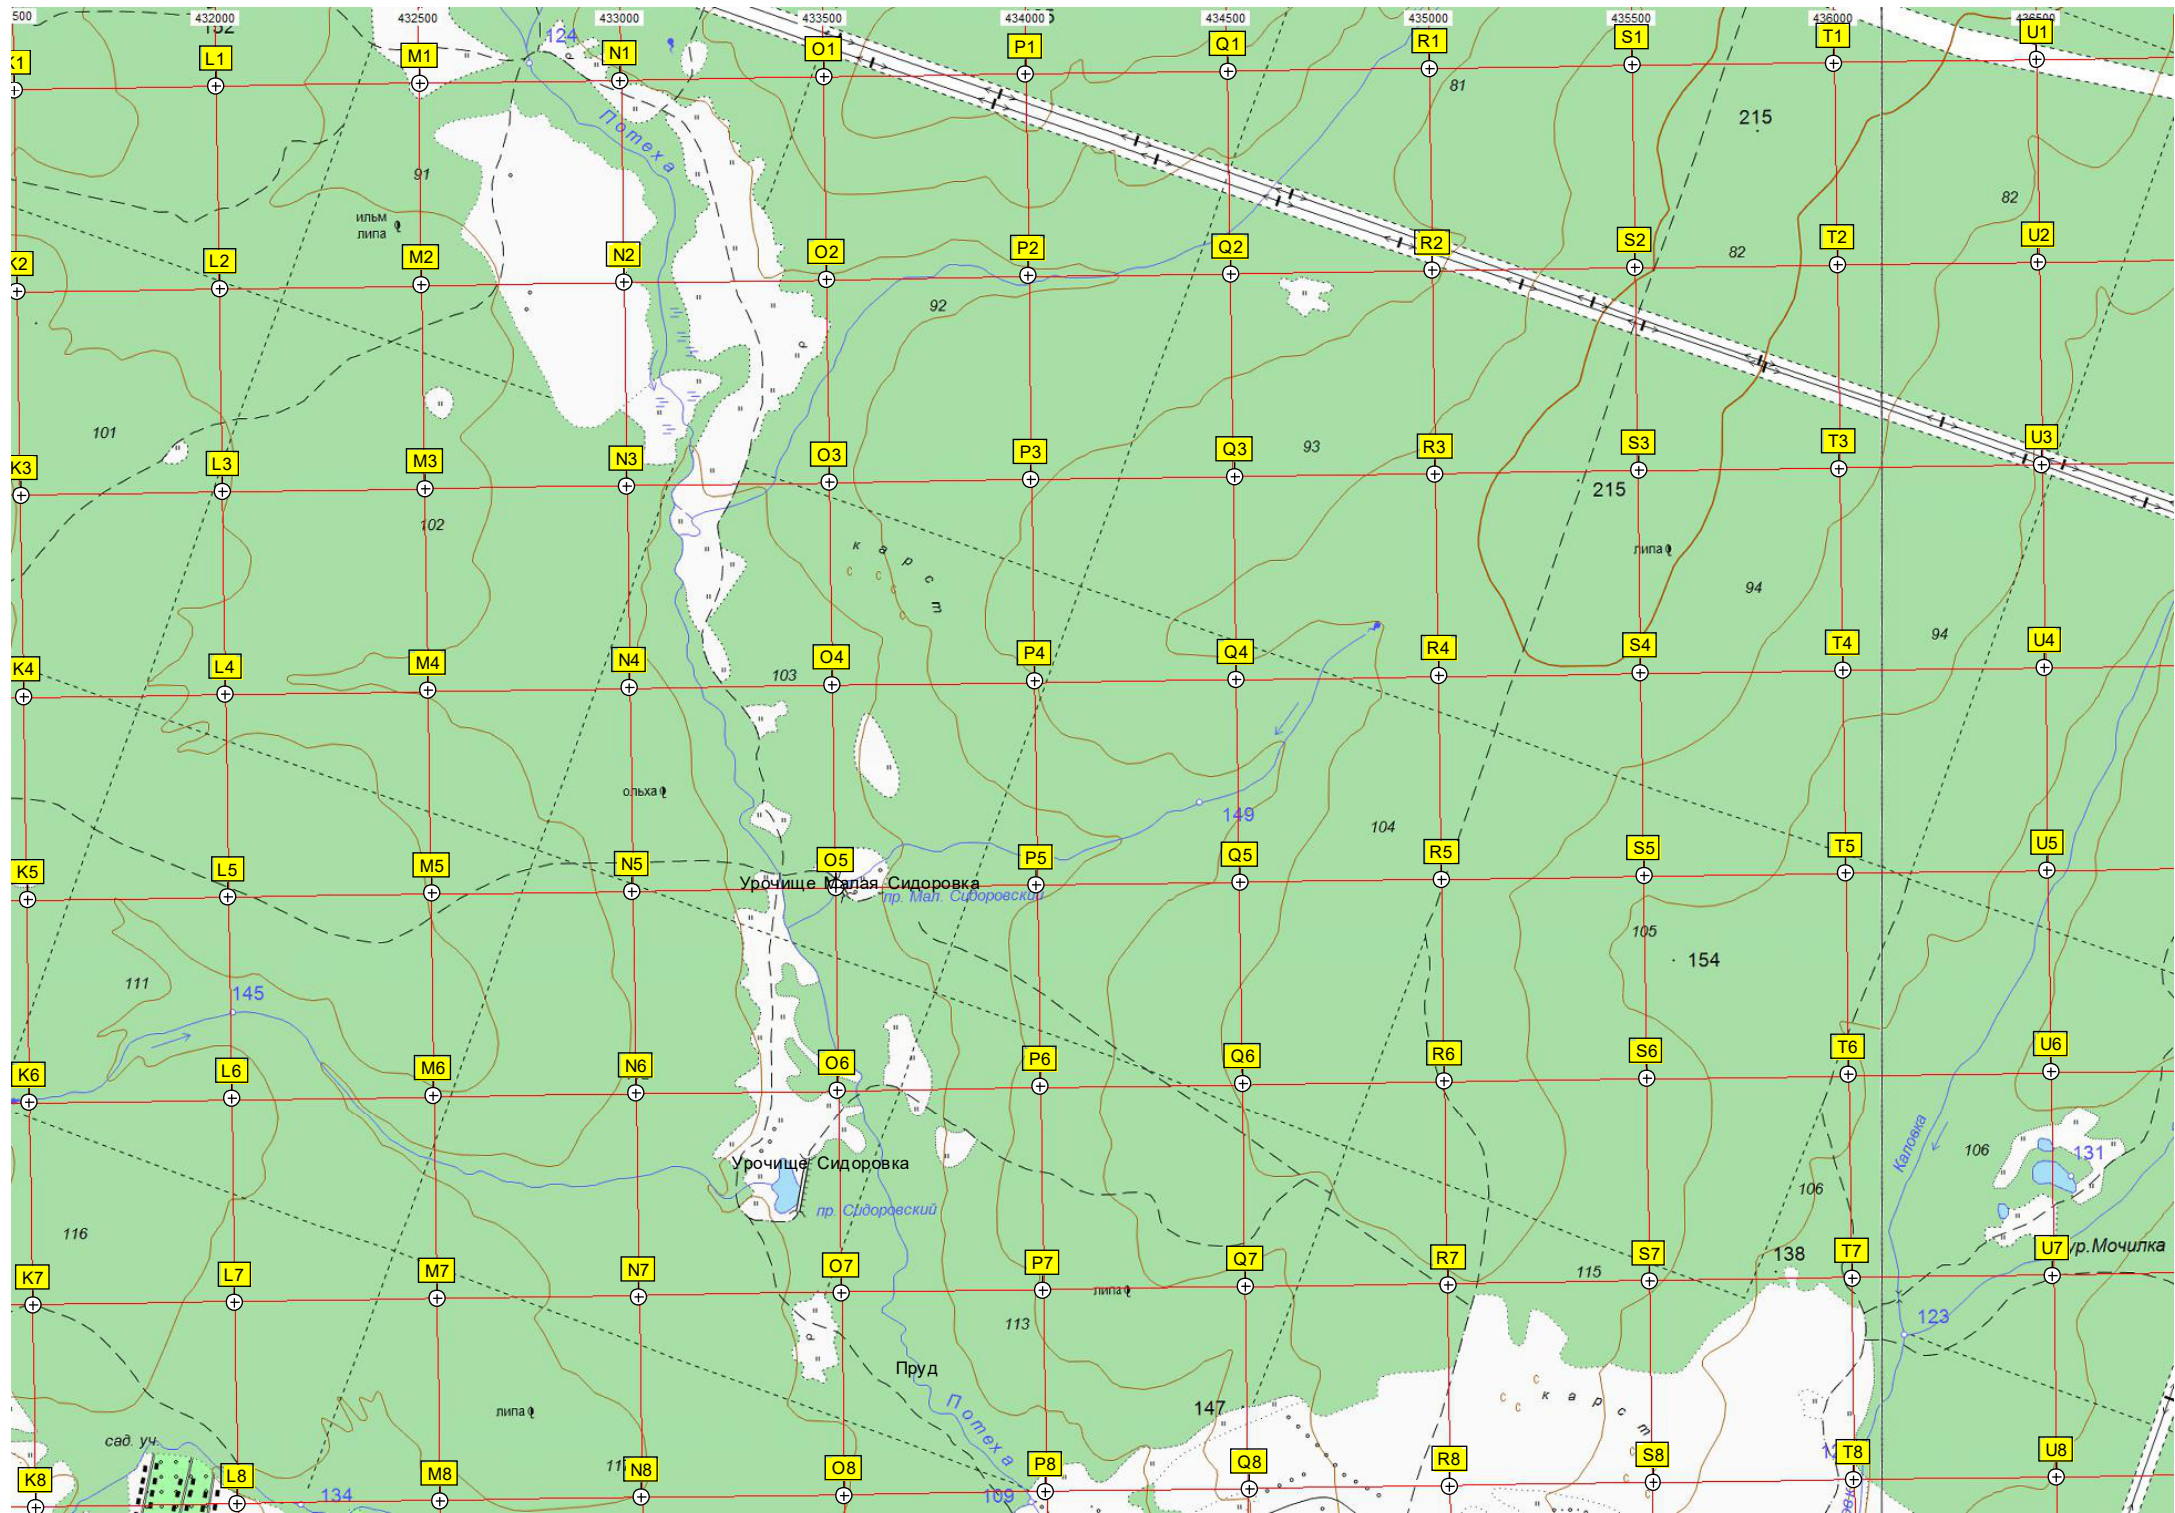 500 432000 432500 433000 433500 434000 434500 435000 435500 436000 436500
K1 L1 M1 N1 O1 P1 Q1 R1 S1 T1 U1
124
81
215
91
Потеха
82
ильм
липа
K2 L2 M2 N2 O2 P2 Q2 R2 S2 T2 U2
82
92
101
93
K3 L3 M3 N3 O3 P3 Q3 R3 S3 T3 U3
215
102
карст
липа
94
94
K4 L4 M4 N4 O4 P4 Q4 R4 S4 T4 U4
103
ольха
149
104
K5 L5 M5 N5 O5 P5 Q5 R5 S5 T5 U5
Урочище Малая Сидоровка
пр. Мал. Сидоровский
105
154
111
145
K6 L6 M6 N6 O6 P6 Q6 R6 S6 T6 U6
Каловка
106
131
Урочище Сидоровка
106
пр. Сидоровский
116
138
ур.Мочилка
K7 L7 M7 N7 O7 P7 Q7 R7 S7 T7 U7
115
липа
113
123
Пруд
Потеха
147
карст
липа
сад. уч.
K8 L8 M8 N8 O8 P8 Q8 R8 S8 T8 U8
134
109